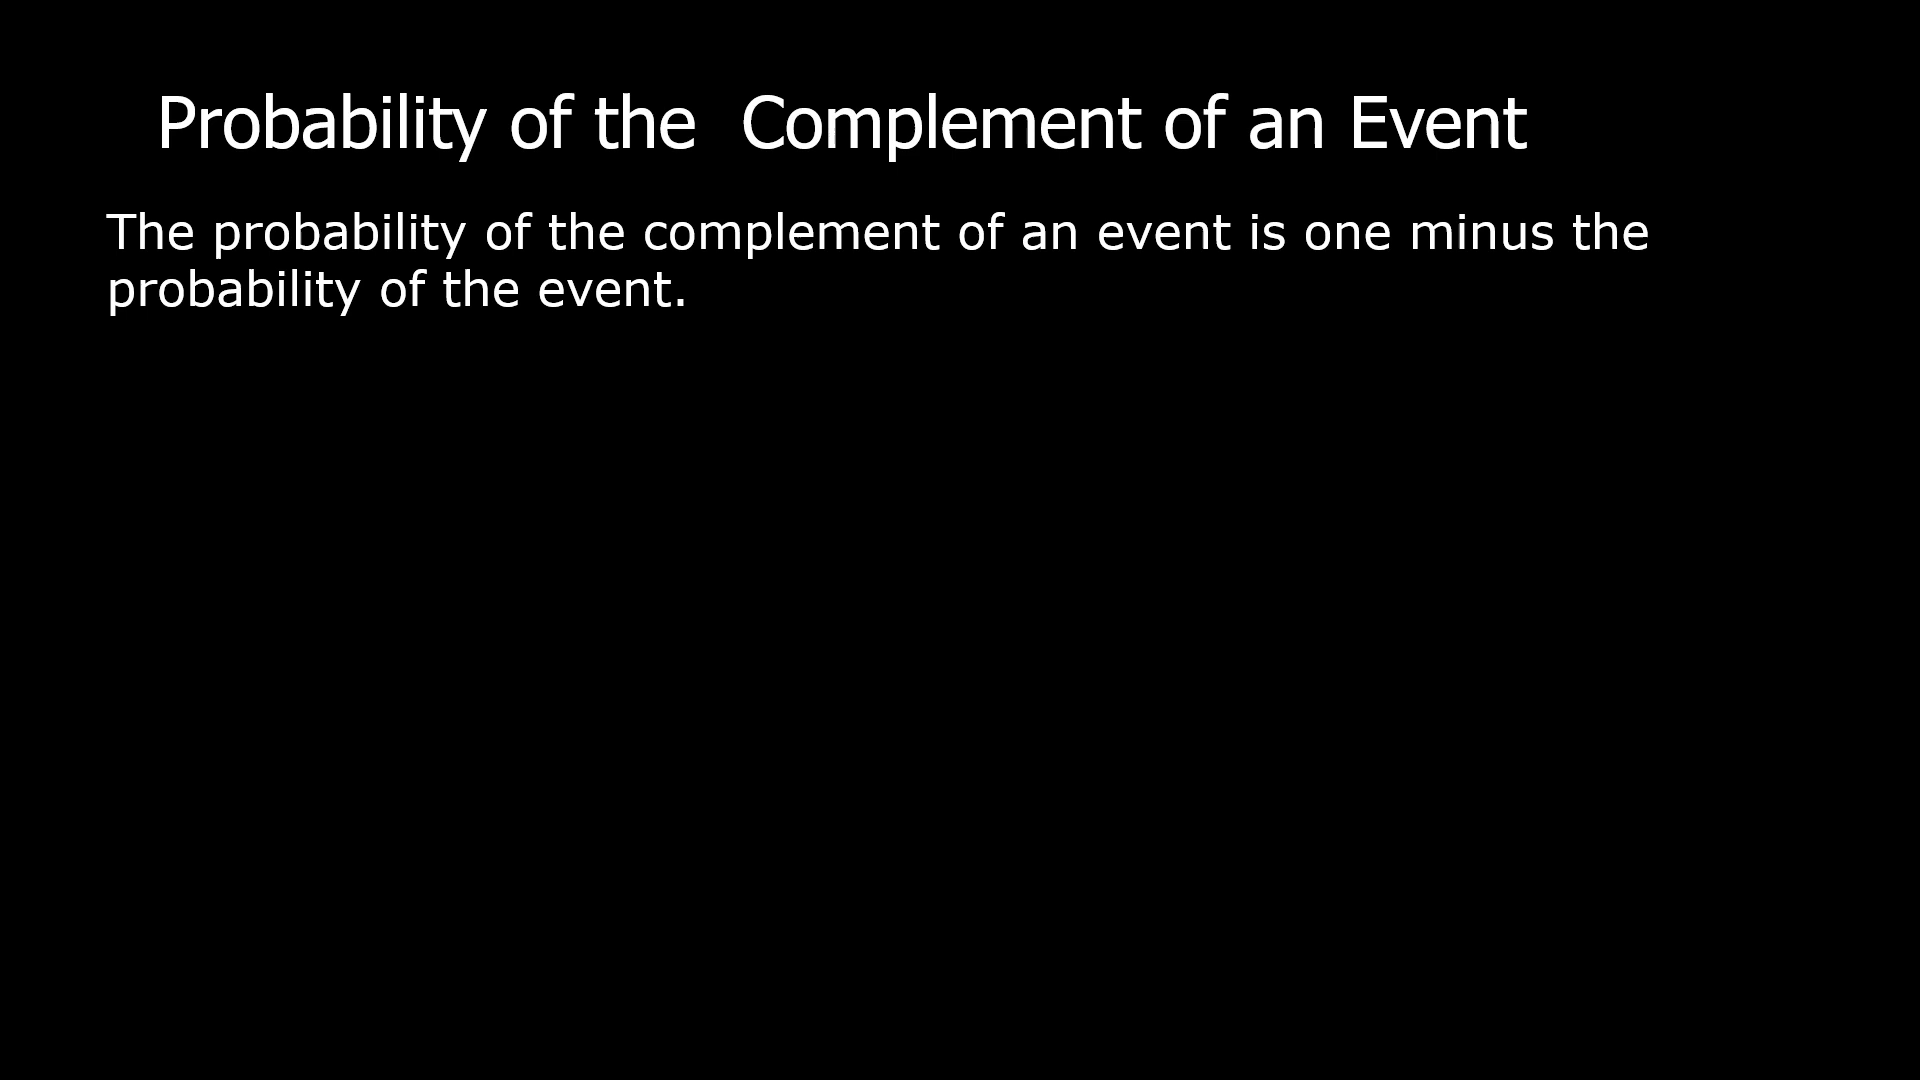 Probability of the  Complement of an Event
The probability of the complement of an event is one minus the
probability of the event.